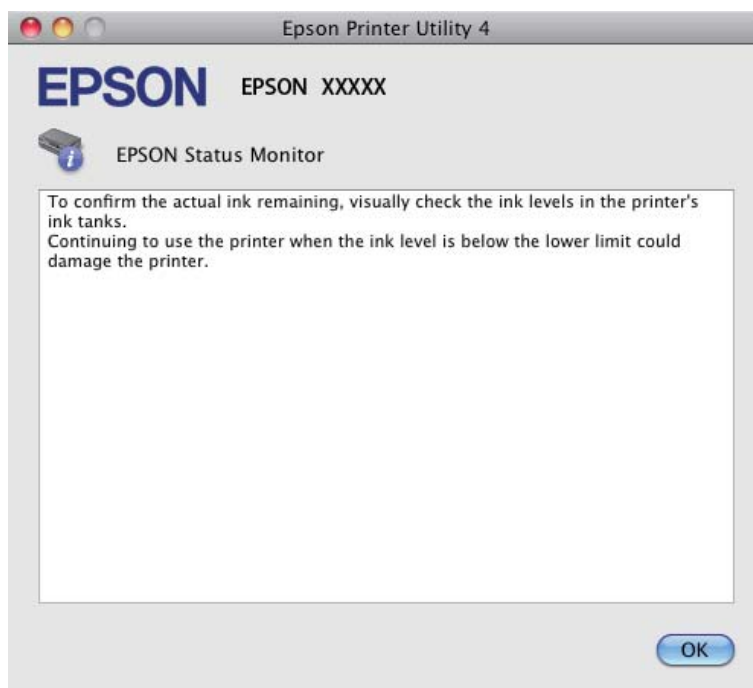 Epson Printer Utility 4
EPSON EPSON XXXXX
EPSON Status Monitor
To confirm the actual ink remaining, visually check the ink levels in the printer's
ink tanks.
Continuing to use the printer when the ink level is below the lower limit could
damage the printer.
OK